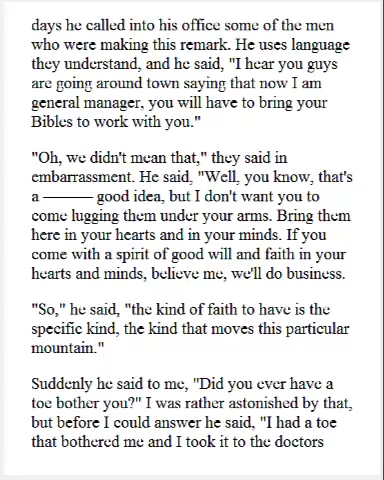 days he called into his office some of the men
who were making this remark. He uses language
they understand, and he said, "I hear you guys
are going around town saying that now I am
general manager, you will have to bring your
Bibles to work with you."
"Oh, we didn't mean that," they said in
embarrassment. He said, "Well, you know, that's
a ——— good idea, but I don't want you to
come lugging them under your arms. Bring them
here in your hearts and in your minds. If you
come with a spirit of good will and faith in your
hearts and minds, believe me, we'll do business.
"So," he said, "the kind of faith to have is the
specific kind, the kind that moves this particular
mountain."
Suddenly he said to me, "Did you ever have a
toe bother you?" I was rather astonished by that,
but before I could answer he said, "I had a toe
that bothered me and I took it to the doctors